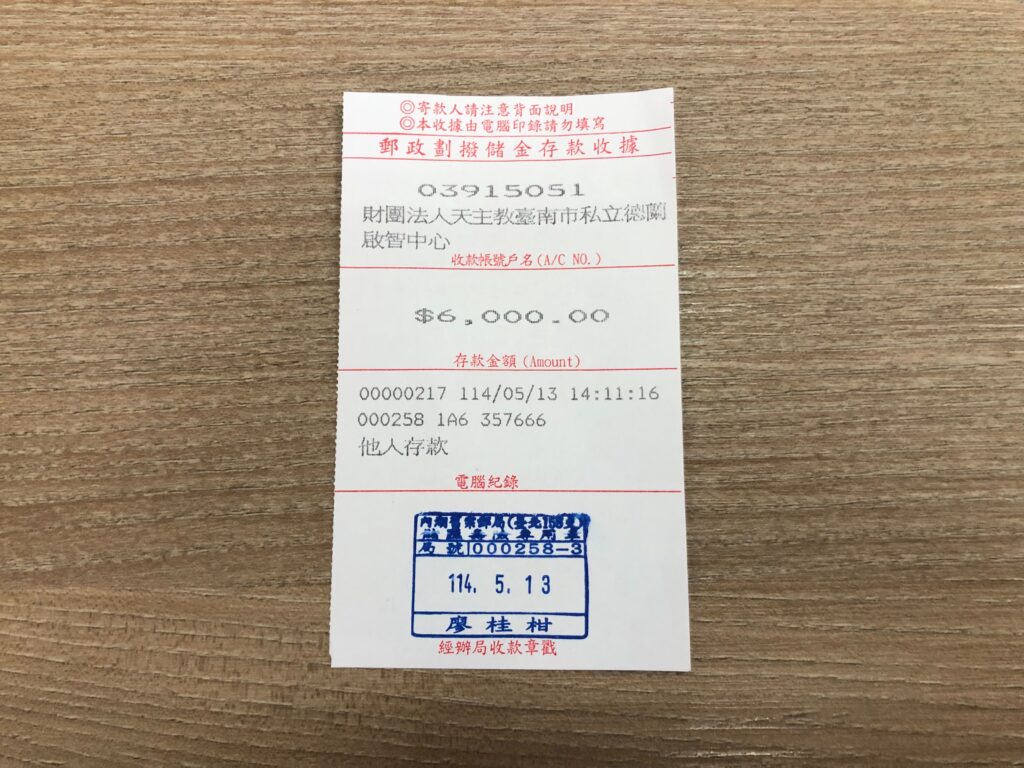 ◎寄款人請注意背面說明
◎本收據由電腦印錄請勿填寫
郵政劃撥儲金存款收據
03915051
財團法人天主教臺南市私立德蘭
啟智中心
收款帳號戶名(A/C NO.)
$6,000.00
存款金額(Amount)
00000217 114/05/13 14:11:16
000258 1A6 357666
他人存款
電腦紀錄
局號 000258-3
114. 5. 13
廖桂柑
經辦局收款章戳